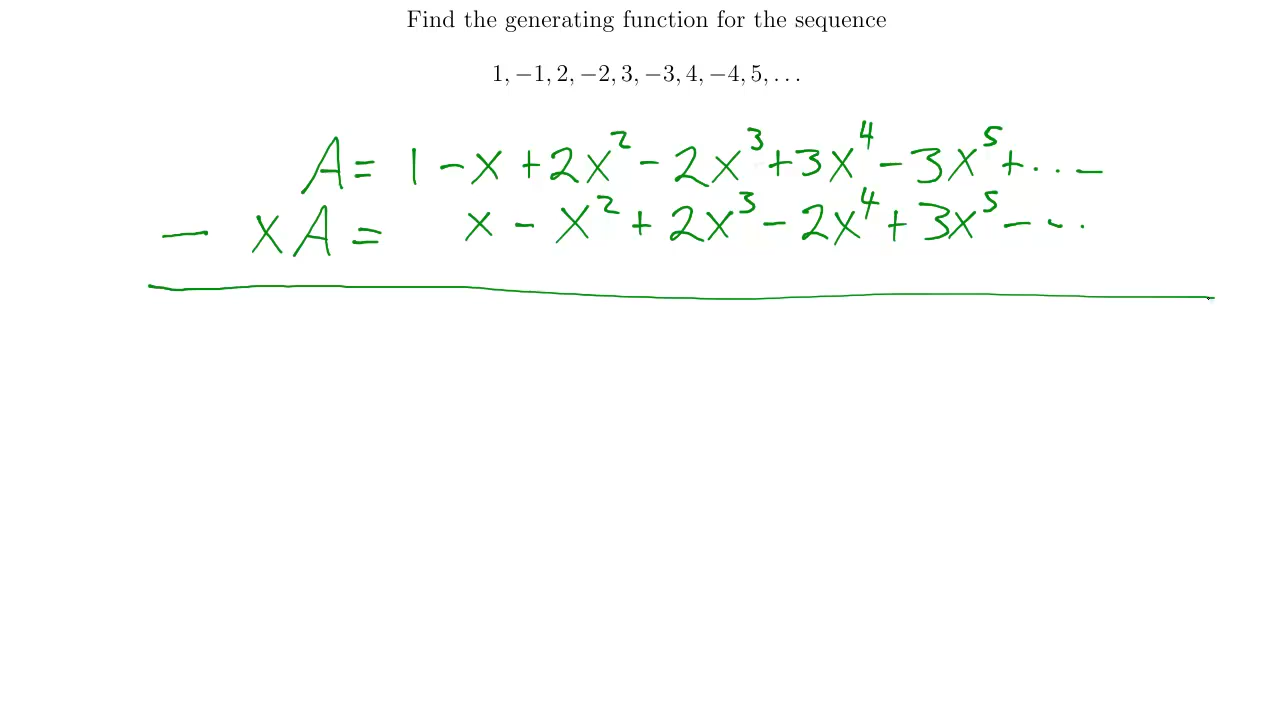 Find the generating function for the sequence
1, −1, 2, −2, 3, −3, 4, −4, 5, . . .
A = 1 − x + 2x² − 2x³ + 3x⁴ − 3x⁵ + ... −
− xA = x − x² + 2x³ − 2x⁴ + 3x⁵ − ...